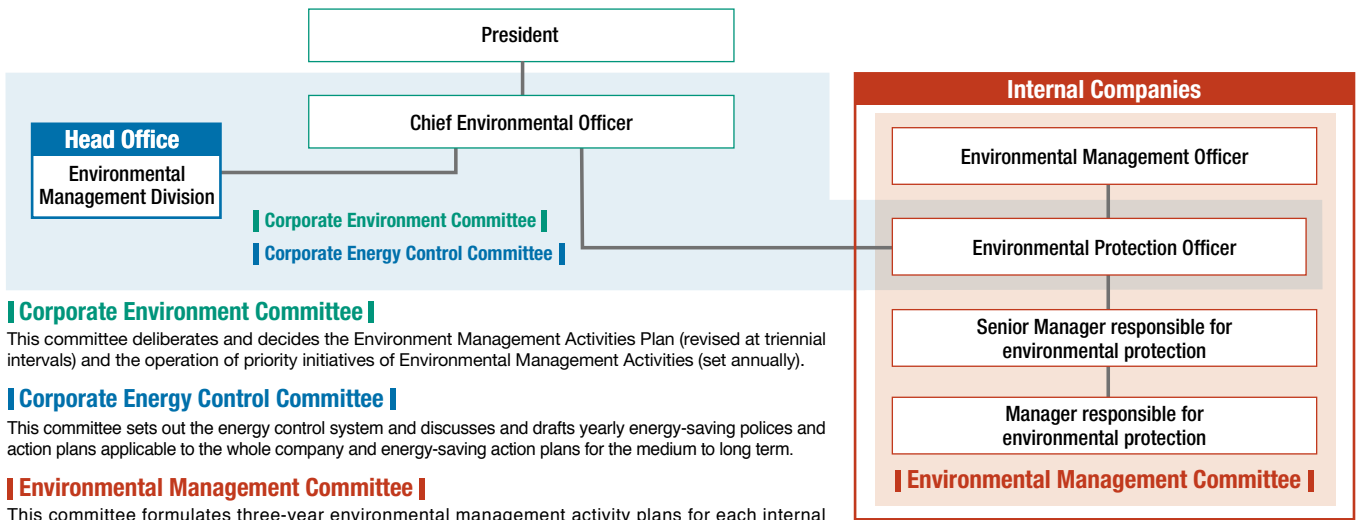 President
Chief Environmental Officer
Head Office
Environmental
Management Division
Corporate Environment Committee
Corporate Energy Control Committee
Internal Companies
Environmental Management Officer
Environmental Protection Officer
Senior Manager responsible for
environmental protection
Manager responsible for
environmental protection
Environmental Management Committee
Corporate Environment Committee
This committee deliberates and decides the Environment Management Activities Plan (revised at triennial
intervals) and the operation of priority initiatives of Environmental Management Activities (set annually).
Corporate Energy Control Committee
This committee sets out the energy control system and discusses and drafts yearly energy-saving polices and
action plans applicable to the whole company and energy-saving action plans for the medium to long term.
Environmental Management Committee
This committee formulates three-year environmental management activity plans for each internal